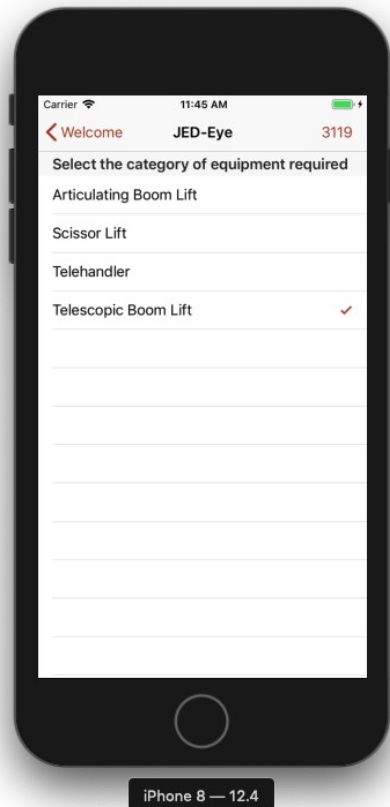 Carrier 11:45 AM
Welcome JED-Eye 3119
Select the category of equipment required
Articulating Boom Lift
Scissor Lift
Telehandler
Telescopic Boom Lift
iPhone 8 — 12.4